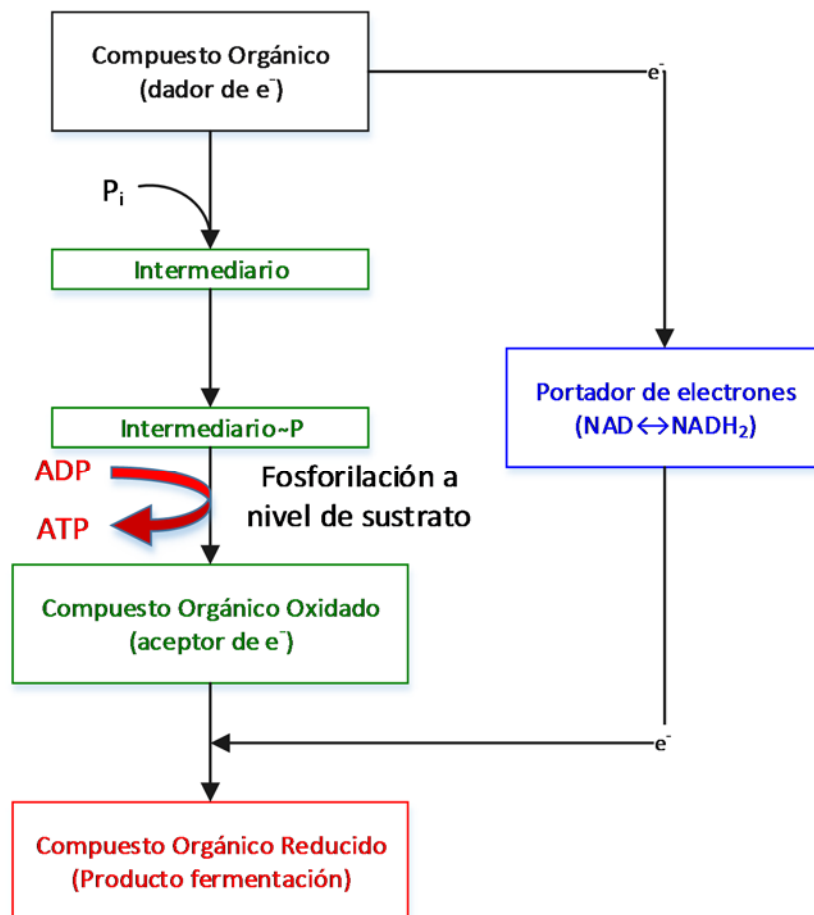 Compuesto Orgánico
(dador de e⁻)
e⁻
Pᵢ
Intermediario
Portador de electrones
(NAD↔NADH₂)
Intermediario~P
ADP
ATP
Fosforilación a
nivel de sustrato
Compuesto Orgánico Oxidado
(aceptor de e⁻)
e⁻
Compuesto Orgánico Reducido
(Producto fermentación)